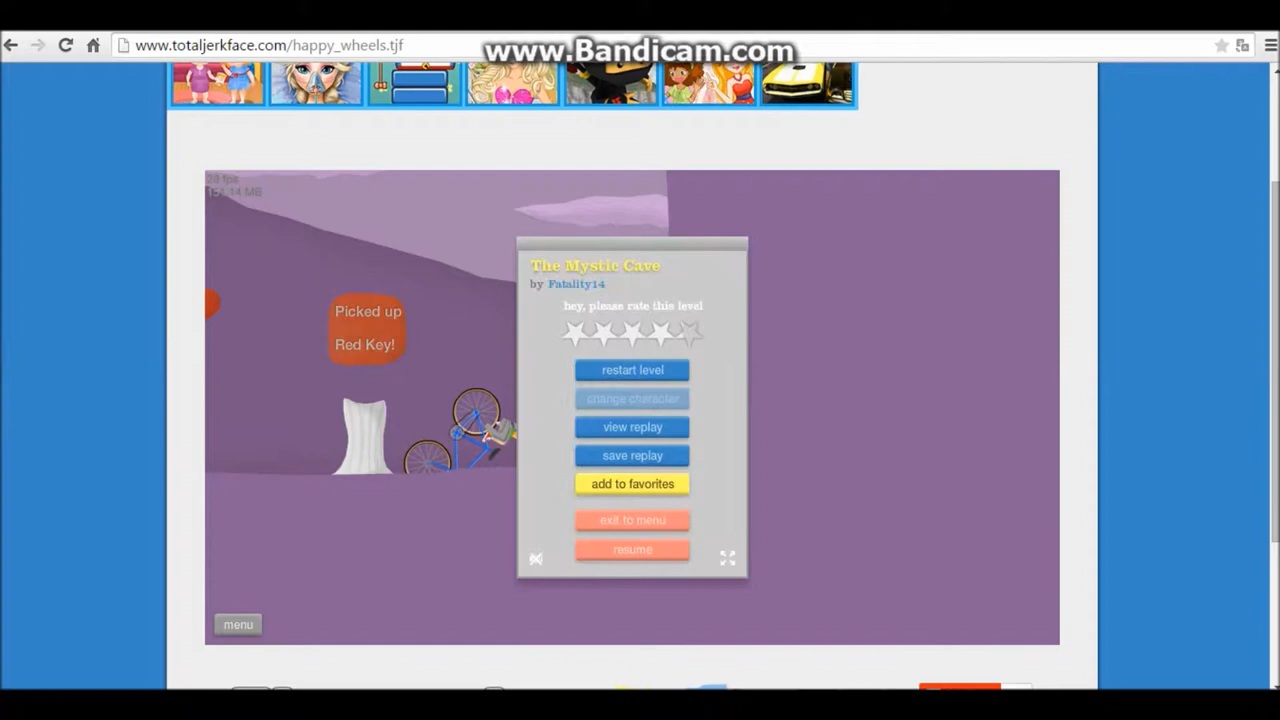 www.totaljerkface.com/happy_wheels.tjf
www.Bandicam.com
28 fps
The Mystic Cave
by Fatality14
hey, please rate this level
Picked up
Red Key!
restart level
change character
view replay
save replay
add to favorites
exit to menu
resume
menu